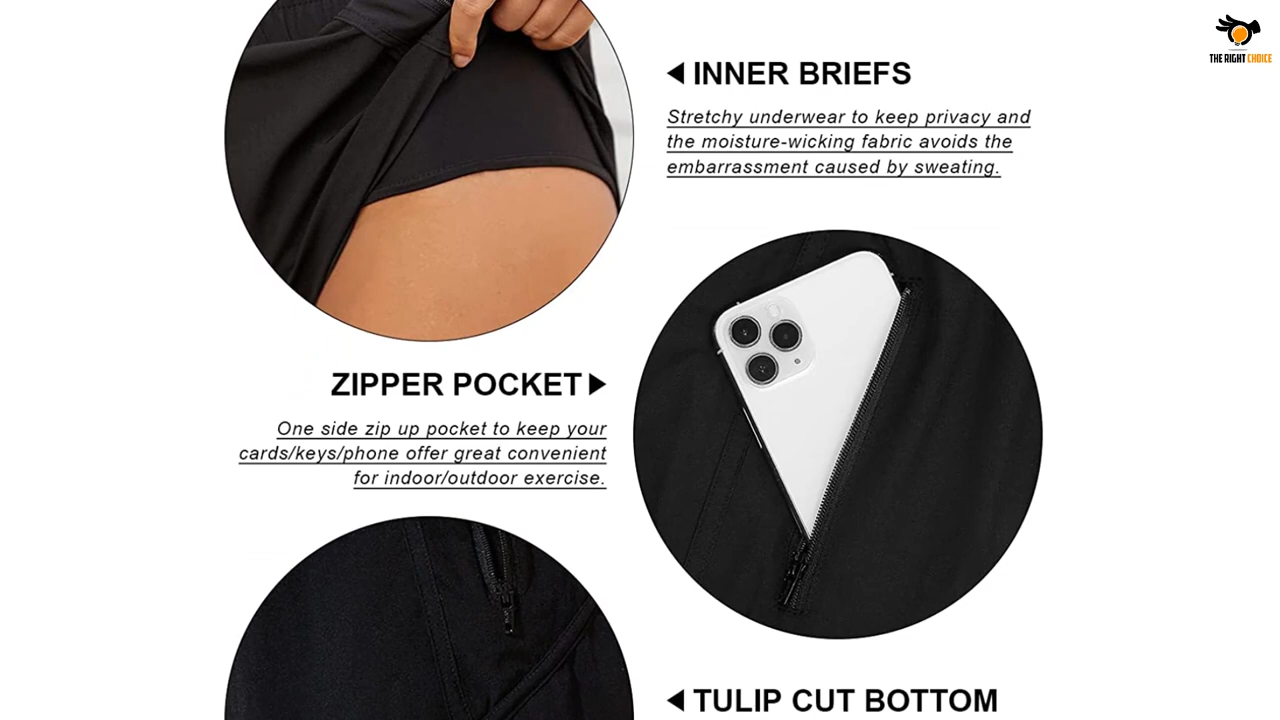 THE RIGHT CHOICE
INNER BRIEFS
Stretchy underwear to keep privacy and
the moisture-wicking fabric avoids the
embarrassment caused by sweating.
ZIPPER POCKET
One side zip up pocket to keep your
cards/keys/phone offer great convenient
for indoor/outdoor exercise.
TULIP CUT BOTTOM